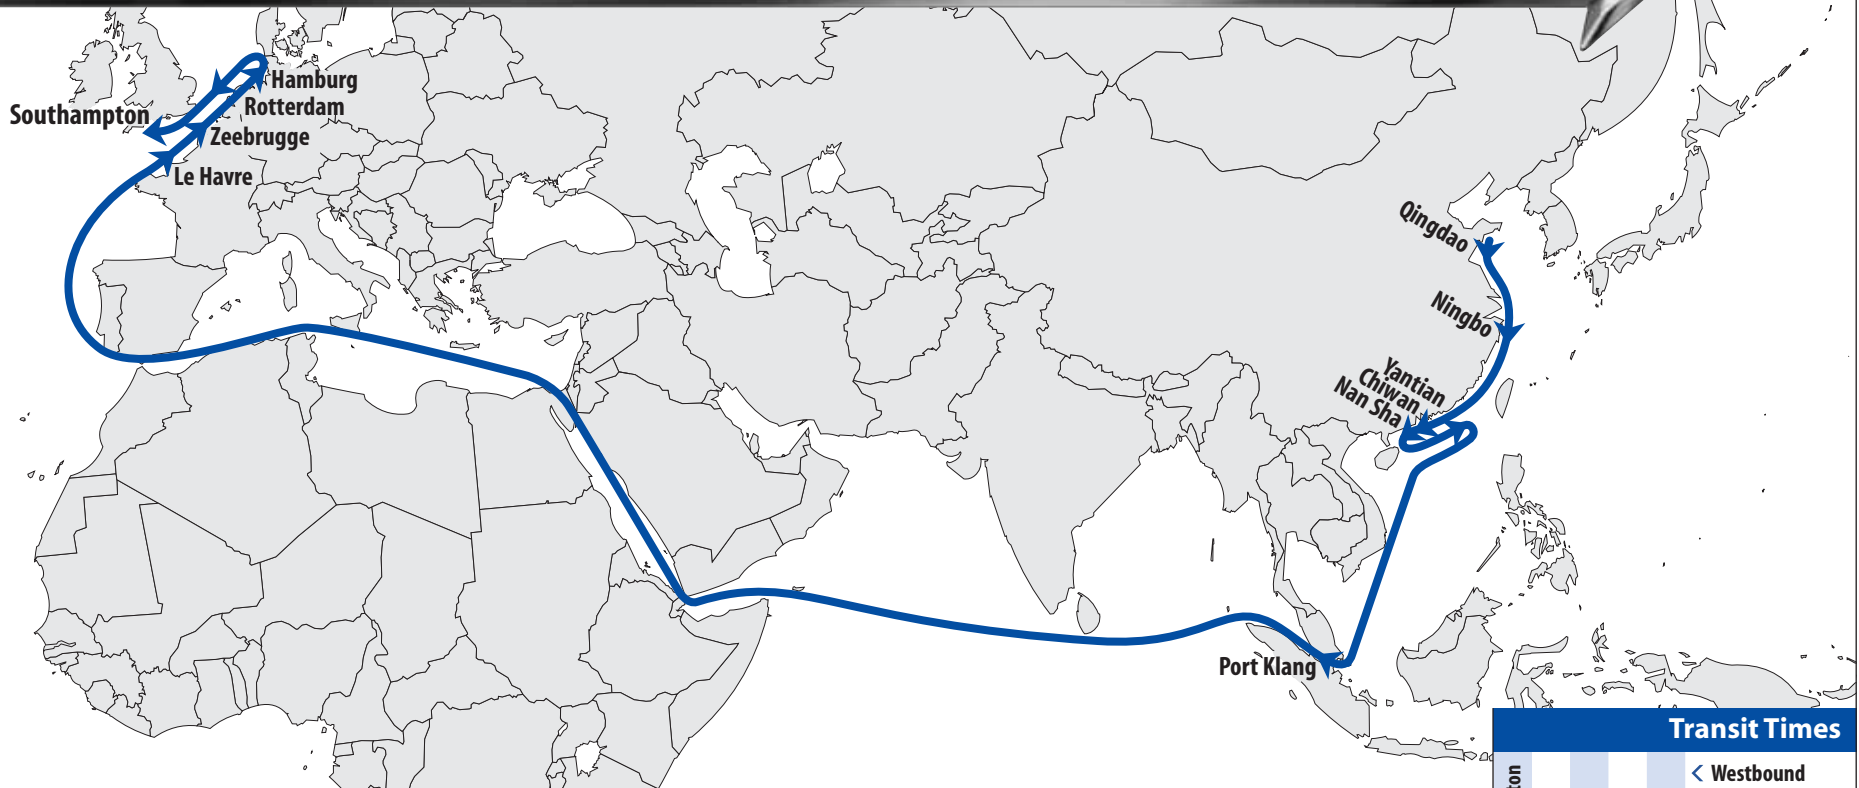 Hamburg
Rotterdam
Southampton
Zeebrugge
Le Havre
Qingdao
Ningbo
Yantian
Chiwan
Nan Sha
Port Klang
Transit Times
< Westbound